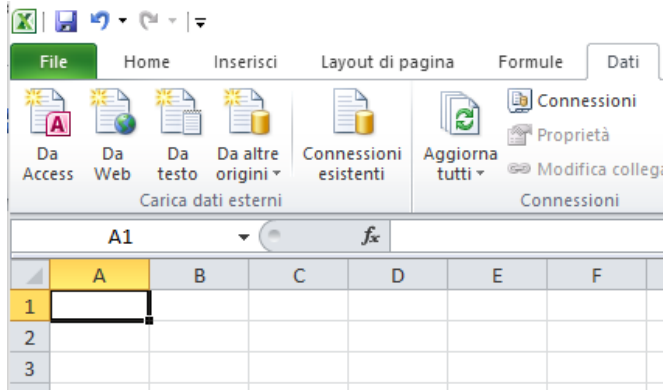 File Home Inserisci Layout di pagina Formule Dati
Da Access Da Web Da testo Da altre origini Connessioni esistenti Aggiorna tutti Connessioni
Proprietà
Modifica collega
Carica dati esterni Connessioni
A1 fx
A B C D E F
1
2
3